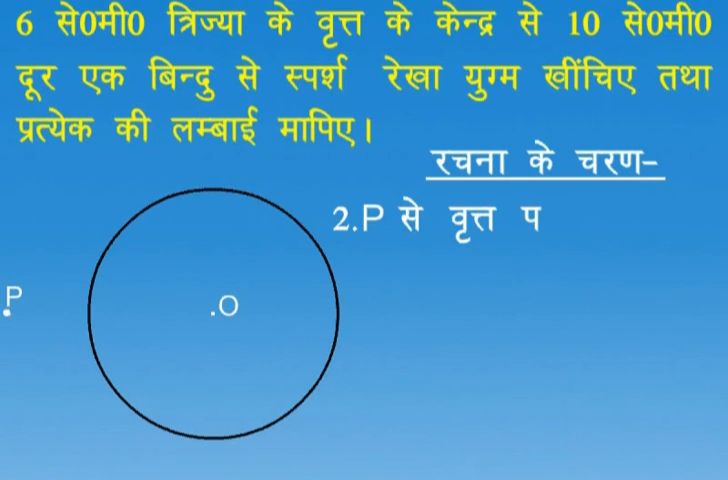 6 से0मी0 त्रिज्या के वृत्त के केन्द्र से 10 से0मी0
दूर एक बिन्दु से स्पर्श रेखा युग्म खींचिए तथा
प्रत्येक की लम्बाई मापिए।
रचना के चरण–
2.P से वृत्त प
P
.O